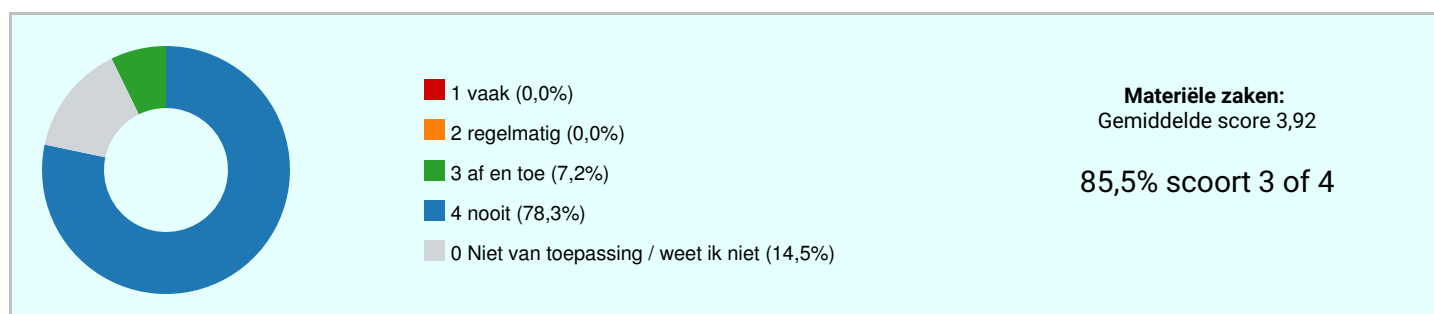 1 vaak (0,0%)
2 regelmatig (0,0%)
3 af en toe (7,2%)
4 nooit (78,3%)
0 Niet van toepassing / weet ik niet (14,5%)
Materiële zaken:
Gemiddelde score 3,92
85,5% scoort 3 of 4